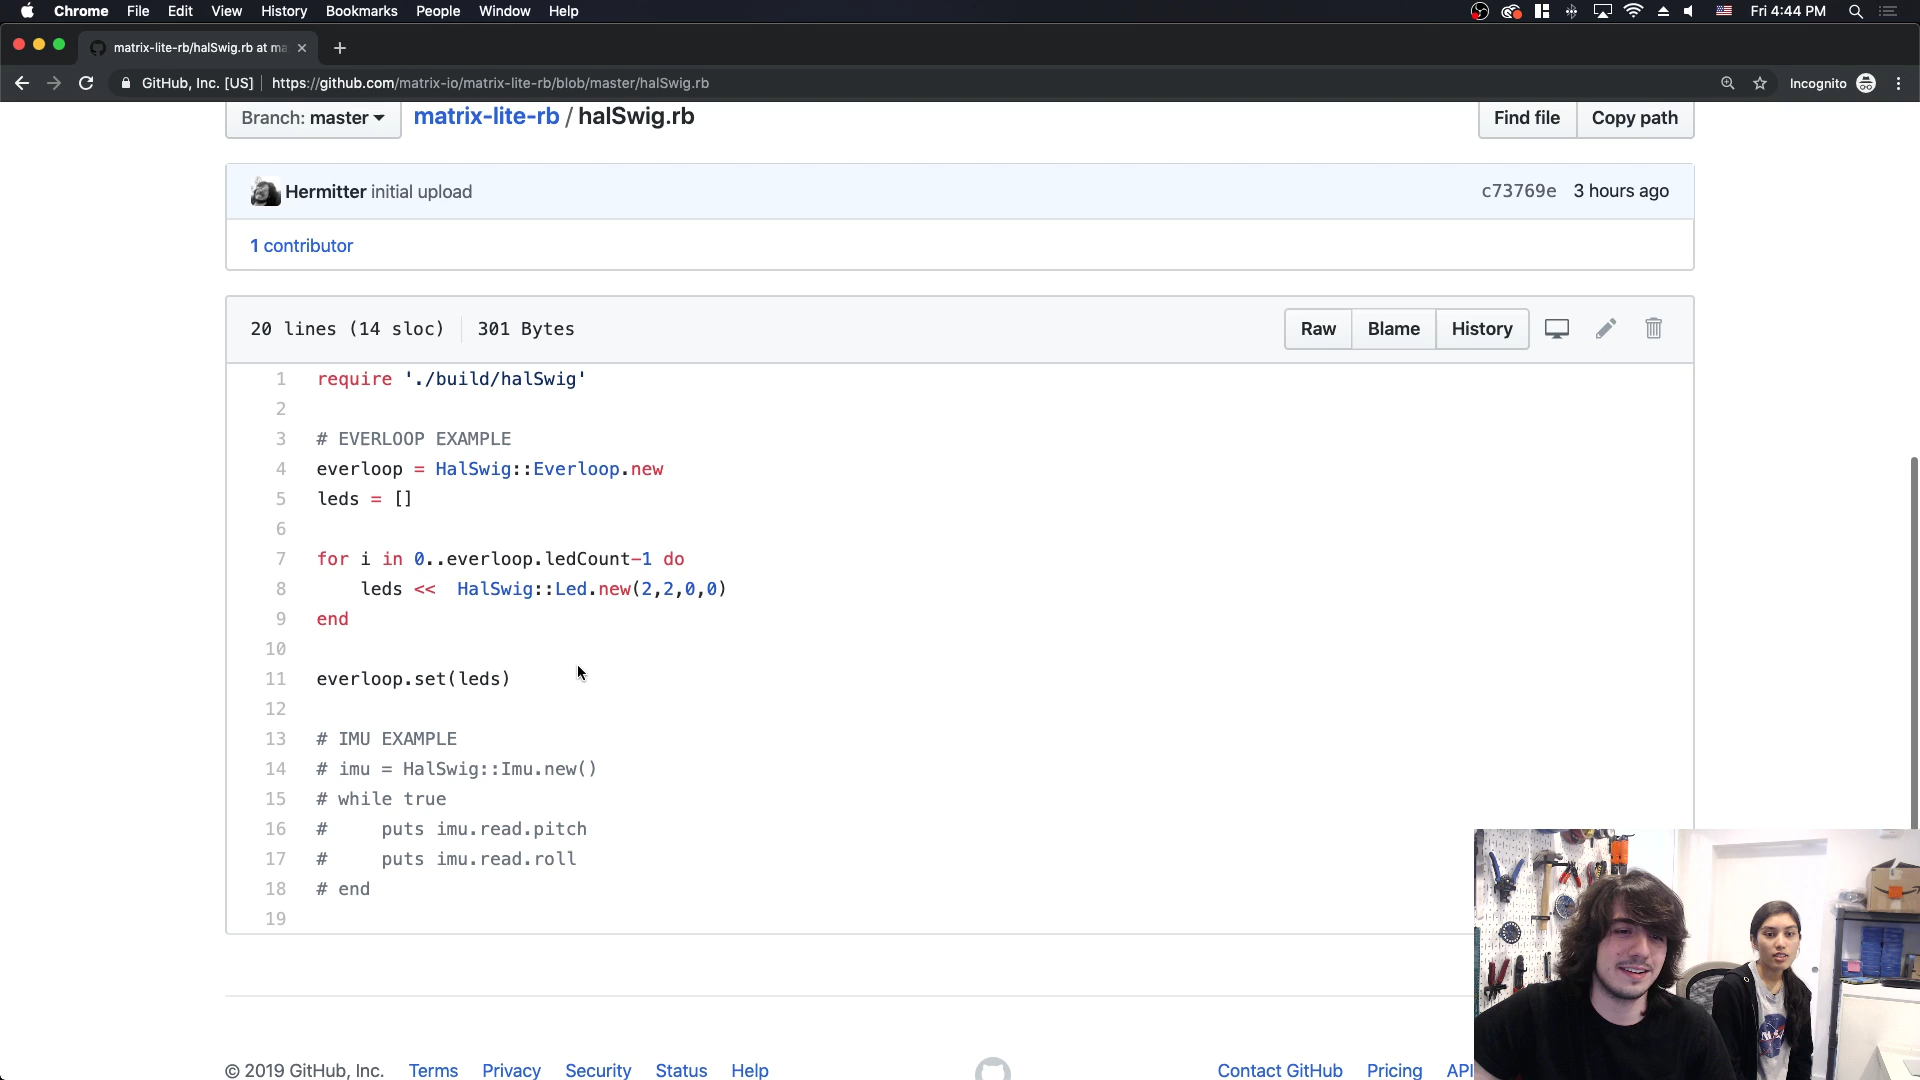 Chrome File Edit View History Bookmarks People Window Help Fri 4:44 PM
matrix-lite-rb/halSwig.rb at ma
GitHub, Inc. [US] https://github.com/matrix-io/matrix-lite-rb/blob/master/halSwig.rb Incognito
Branch: master matrix-lite-rb / halSwig.rb Find file Copy path
Hermitter initial upload c73769e 3 hours ago
1 contributor
20 lines (14 sloc) 301 Bytes Raw Blame History
1 require './build/halSwig'
2
3 # EVERLOOP EXAMPLE
4 everloop = HalSwig::Everloop.new
5 leds = []
6
7 for i in 0..everloop.ledCount-1 do
8 leds << HalSwig::Led.new(2,2,0,0)
9 end
10
11 everloop.set(leds)
12
13 # IMU EXAMPLE
14 # imu = HalSwig::Imu.new()
15 # while true
16 # puts imu.read.pitch
17 # puts imu.read.roll
18 # end
19
© 2019 GitHub, Inc. Terms Privacy Security Status Help Contact GitHub Pricing API
NASA